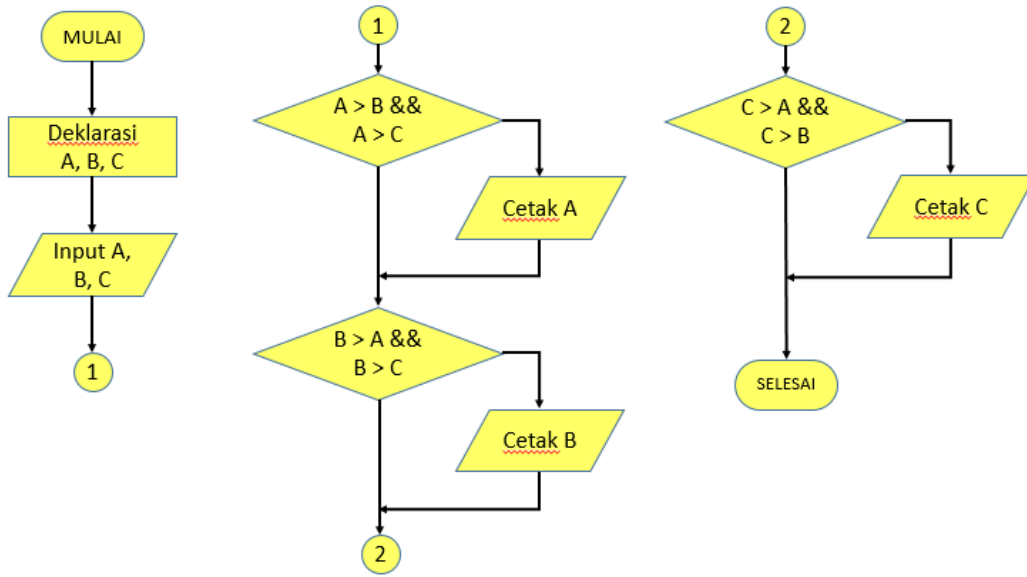 MULAI
Deklarasi
A, B, C
Input A,
B, C
1
1
A > B &&
A > C
Cetak A
B > A &&
B > C
Cetak B
2
2
C > A &&
C > B
Cetak C
SELESAI